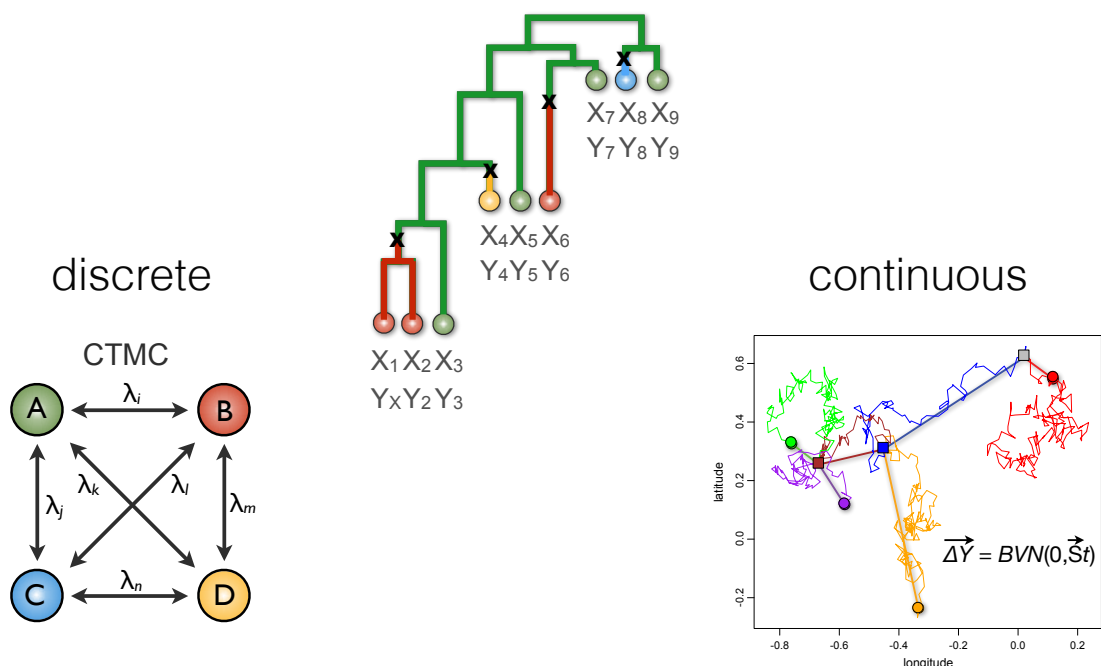 X₇ X₈ X₉
Y₇ Y₈ Y₉
X₄ X₅ X₆
Y₄ Y₅ Y₆
X₁ X₂ X₃
Yₓ Y₂ Y₃
x
x
x
x
discrete
CTMC
A
λᵢ
B
λⱼ
λₖ
λₗ
λₘ
C
λₙ
D
continuous
latitude
0.6
0.4
0.2
0.0
-0.2
ΔY = BVN(0,St)
-0.8 -0.6 -0.4 -0.2 0.0 0.2
longitude